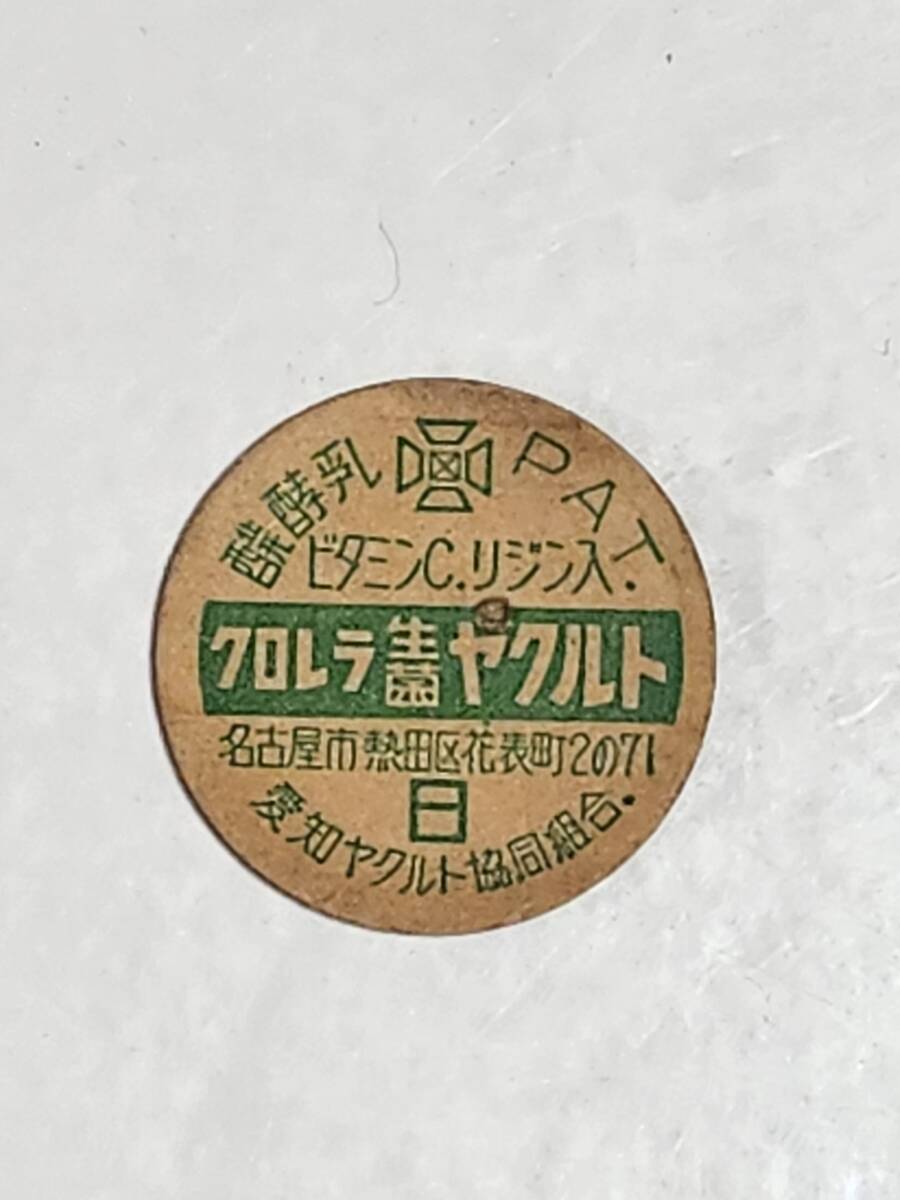 醗酵乳 PAT
ビタミンC.リジン入.
クロレラ生菌ヤクルト
名古屋市熱田区花表町2の71
日
愛知ヤクルト協同組合.